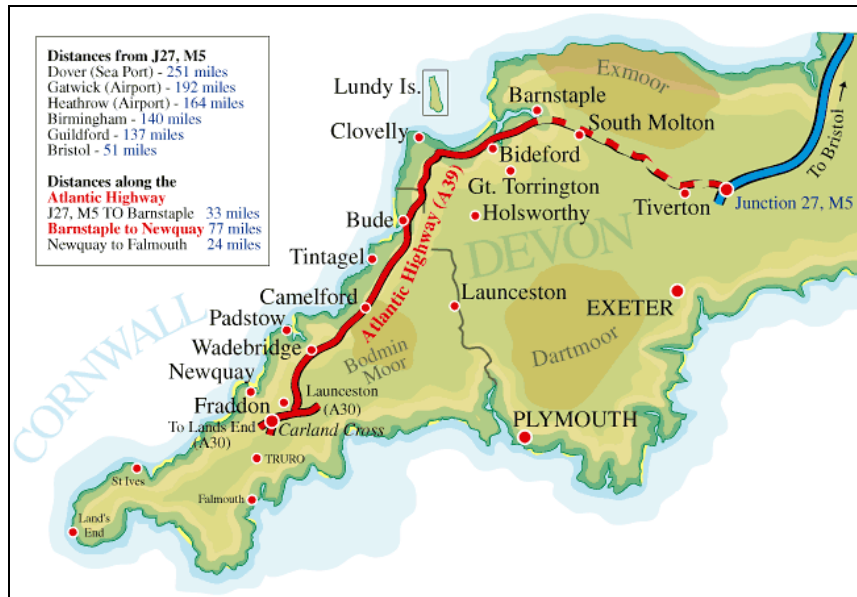 Distances from J27, M5
Dover (Sea Port) - 251 miles
Gatwick (Airport) - 192 miles
Heathrow (Airport) - 164 miles
Birmingham - 140 miles
Guildford - 137 miles
Bristol - 51 miles
Distances along the
Atlantic Highway
J27, M5 TO Barnstaple 33 miles
Barnstaple to Newquay 77 miles
Newquay to Falmouth 24 miles
Lundy Is.
Exmoor
To Bristol →
Barnstaple
South Molton
Clovelly
Bideford
Gt. Torrington
Tiverton
Junction 27, M5
Holsworthy
Bude
Atlantic Highway (A39)
DEVON
Tintagel
Camelford
Launceston
EXETER
Padstow
Wadebridge
Bodmin
Moor
Dartmoor
CORNWALL
Newquay
Launceston
(A30)
Fraddon
To Lands End
(A30)
Carland Cross
PLYMOUTH
TRURO
St Ives
Falmouth
Land's
End